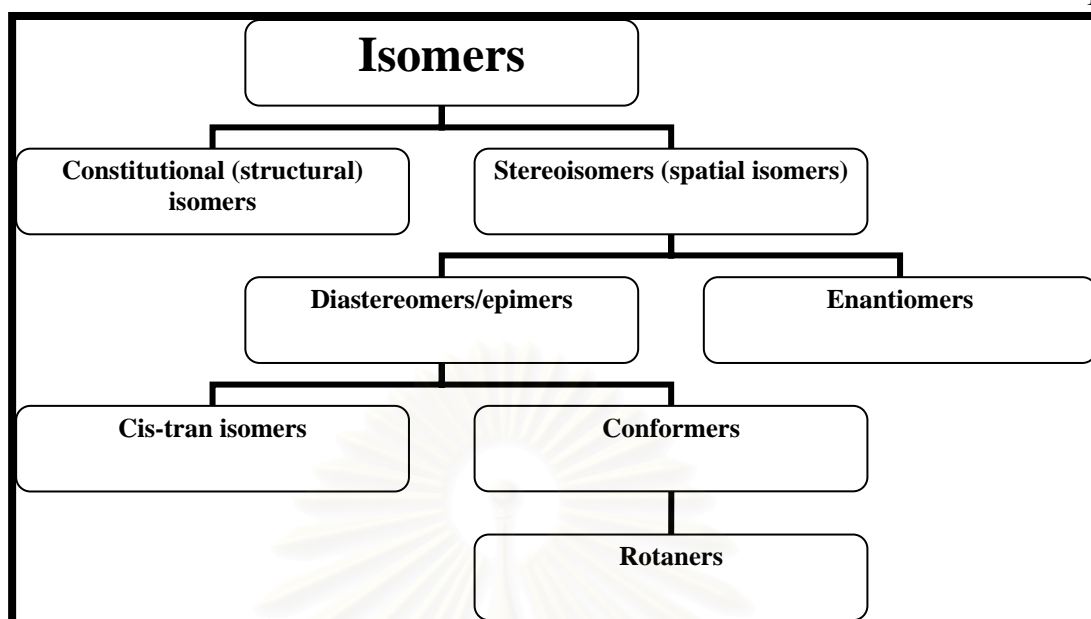 Isomers
Constitutional (structural)
isomers
Stereoisomers (spatial isomers)
Diastereomers/epimers
Enantiomers
Cis-tran isomers
Conformers
Rotaners